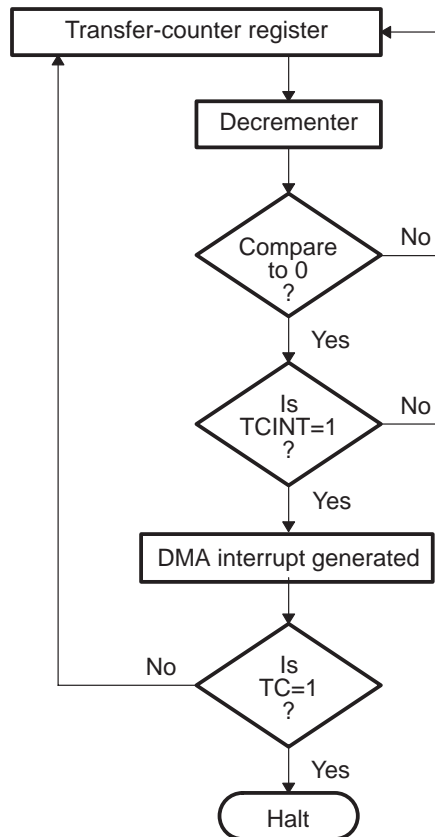 Transfer-counter register
Decrementer
Compare
to 0
?
No
Yes
Is
TCINT=1
?
No
Yes
DMA interrupt generated
No
Is
TC=1
?
Yes
Halt